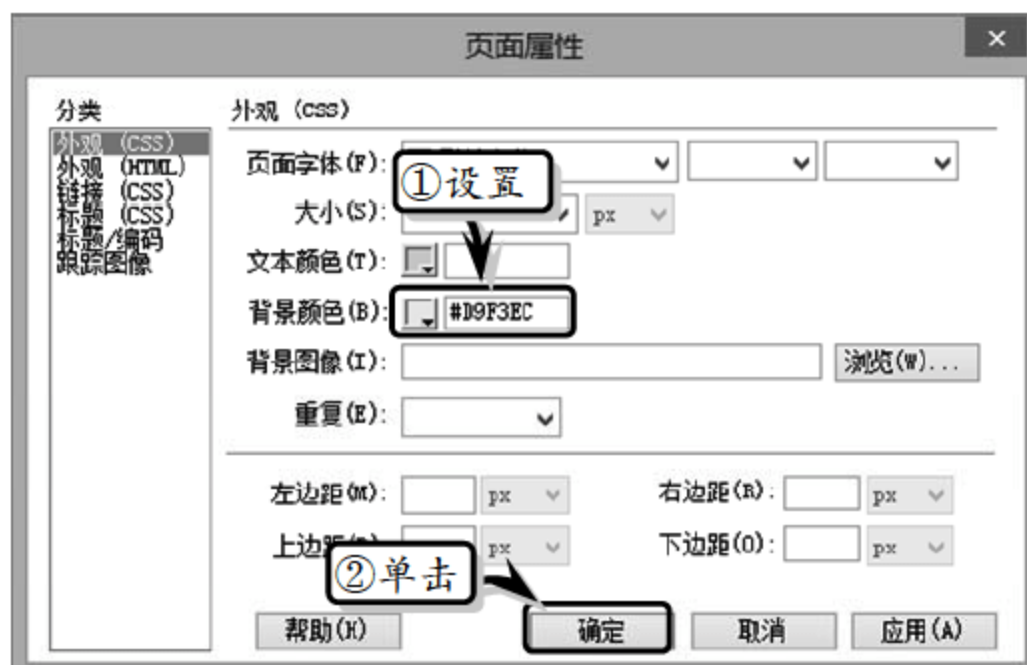 页面属性
分类
外观 (CSS)
外观 (HTML)
链接 (CSS)
标题 (CSS)
标题/编码
跟踪图像
外观 (CSS)
页面字体(F):
①设置
大小(S):
px
文本颜色(T):
背景颜色(B):
#D9F3EC
背景图像(I):
浏览(W)...
重复(E):
左边距(M):
px
右边距(R):
px
上边距
px
下边距(O):
px
②单击
帮助(H)
确定
取消
应用(A)